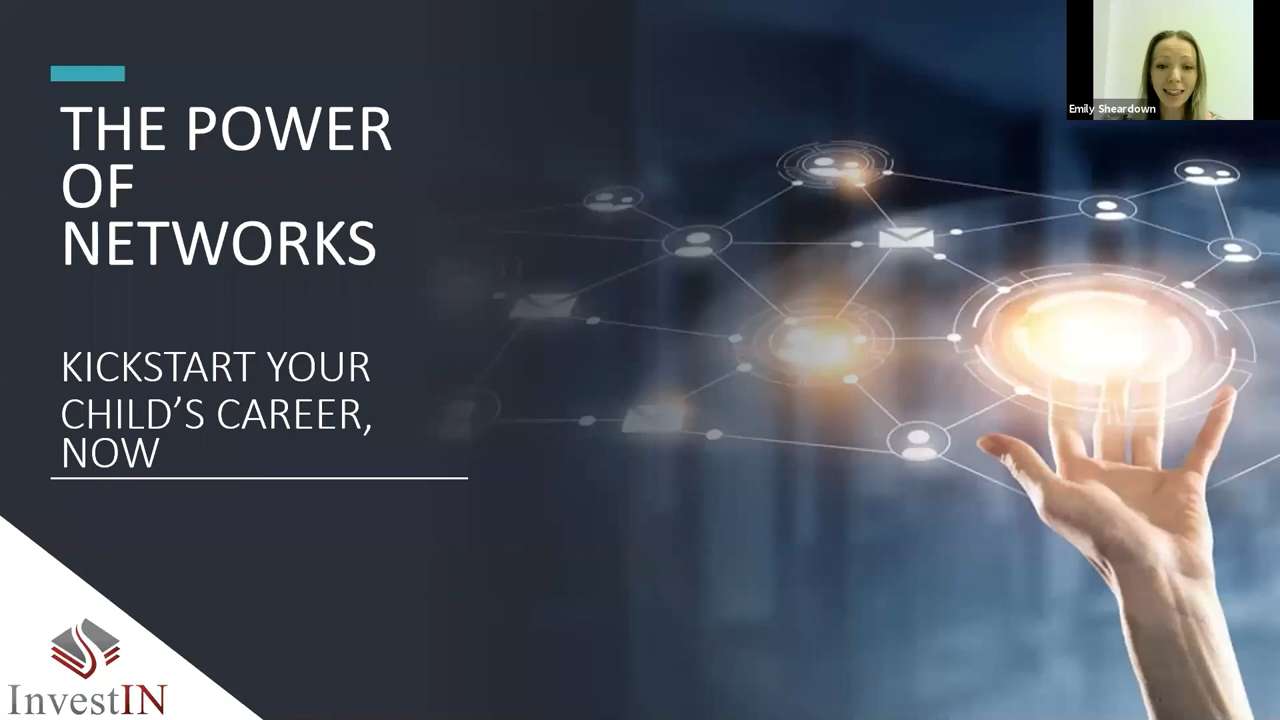 THE POWER
OF
NETWORKS
KICKSTART YOUR
CHILD’S CAREER,
NOW
InvestIN
Emily Sheardown